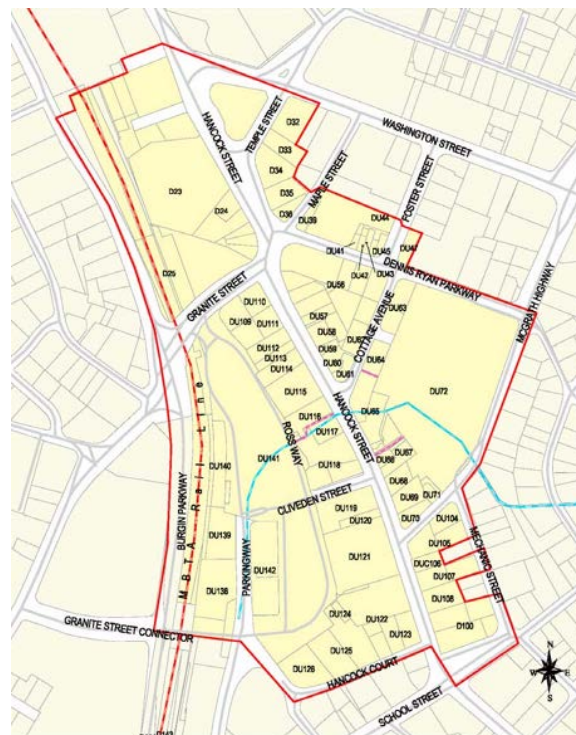 WASHINGTON STREET
HANCOCK STREET
TEMPLE STREET
D32
D33
D34
D35
D36
MAPLE STREET
FOSTER STREET
D23
D24
DU39
DU44
DU47
DU41
DU45
DU42
DU43
DENNIS RYAN PARKWAY
DU56
D25
GRANITE STREET
MCGRATH HIGHWAY
DU110
DU109
DU111
DU57
DU58
DU59
DU60
DU61
DU62
DU63
DU64
COTTAGE AVENUE
DU112
DU113
DU114
DU115
DU72
HANCOCK STREET
DU65
DU116
DU117
DU118
ROSS WAY
DU141
DU140
DU66
DU67
DU68
DU69
DU70
DU71
CLIVEDEN STREET
BURGIN PARKWAY
MBTA Rail Line
PARKINGWAY
DU119
DU120
DU121
DU104
DU105
DUC106
DU107
DU108
D100
MECHANIC STREET
DU139
DU142
DU136
DU124
DU122
DU123
DU125
DU126
GRANITE STREET CONNECTOR
HANCOCK COURT
SCHOOL STREET
N
W
E
S